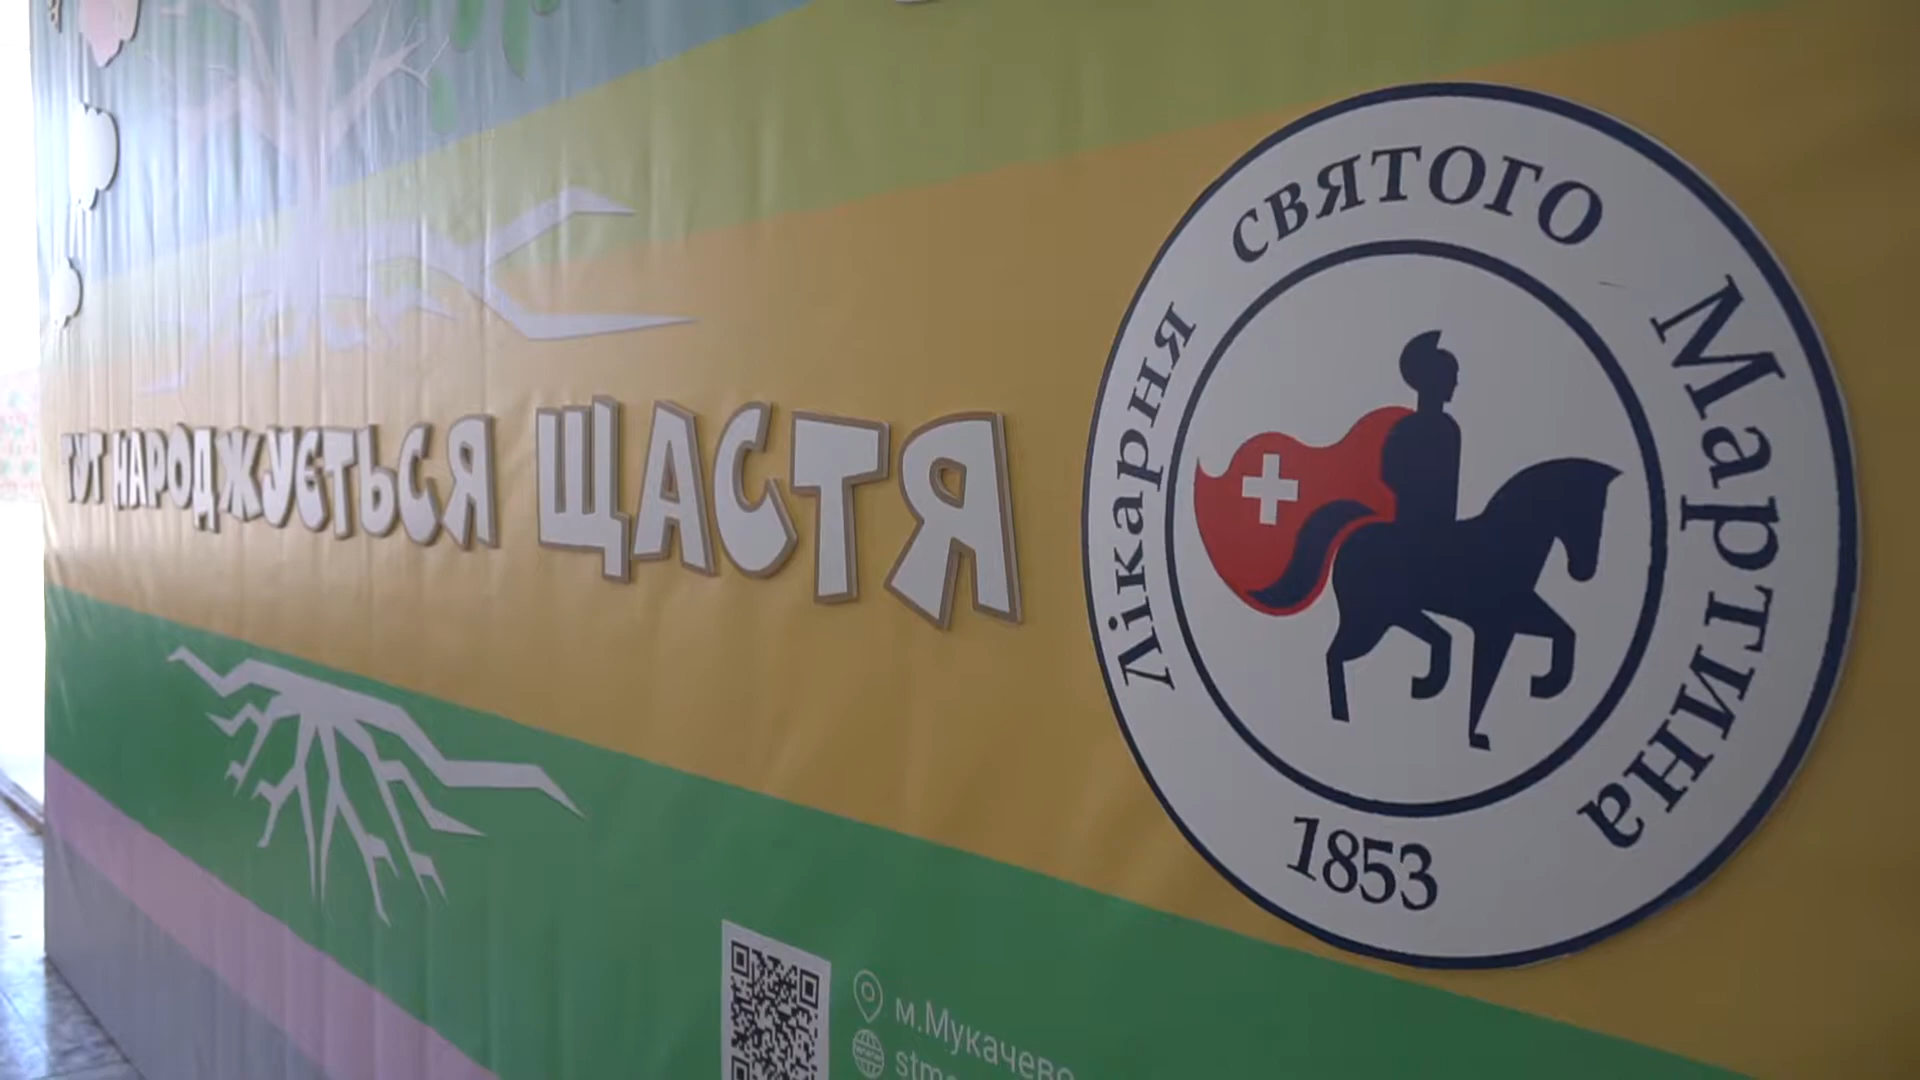 ТУТ НАРОДЖУЄТЬСЯ ЩАСТЯ
Лікарня святого Мартина
1853
м.Мукачево